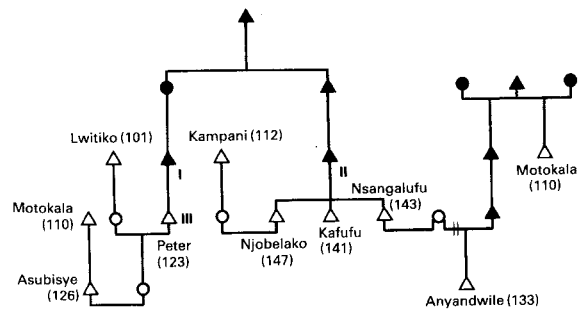 Lwitiko (101)
Kampani (112)
I
II
Motokala
(110)
Nsangalufu
(143)
Motokala
(110)
III
Peter
(123)
Njobelako
(147)
Kafufu
(141)
Asubisye
(126)
Anyandwile (133)